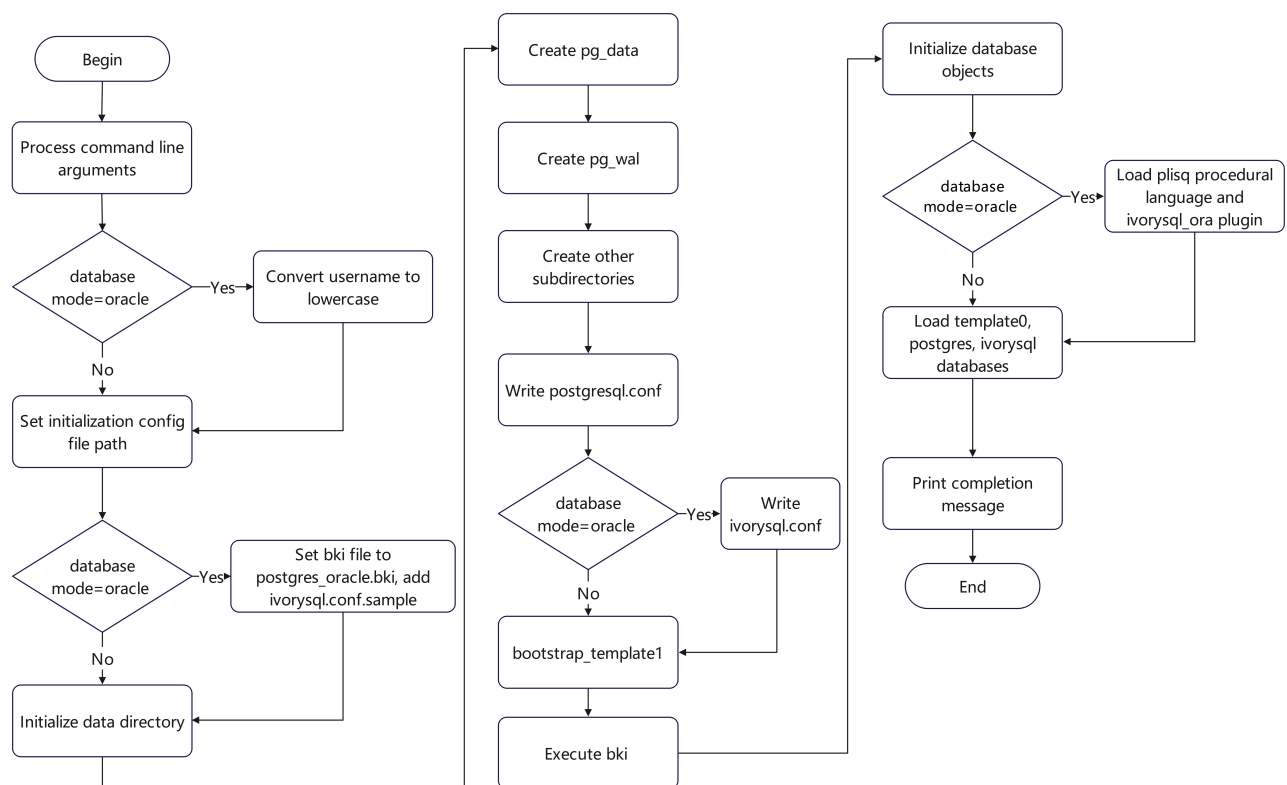 Begin
Process command line
arguments
database
mode=oracle
Yes
Convert username to
lowercase
No
Set initialization config
file path
database
mode=oracle
Yes
Set bki file to
postgres_oracle.bki, add
ivorysql.conf.sample
No
Initialize data directory
Create pg_data
Create pg_wal
Create other
subdirectories
Write postgresql.conf
database
mode=oracle
Yes
Write
ivorysql.conf
No
bootstrap_template1
Execute bki
Initialize database
objects
database
mode=oracle
Yes
Load plisq procedural
language and
ivorysql_ora plugin
No
Load template0,
postgres, ivorysql
databases
Print completion
message
End